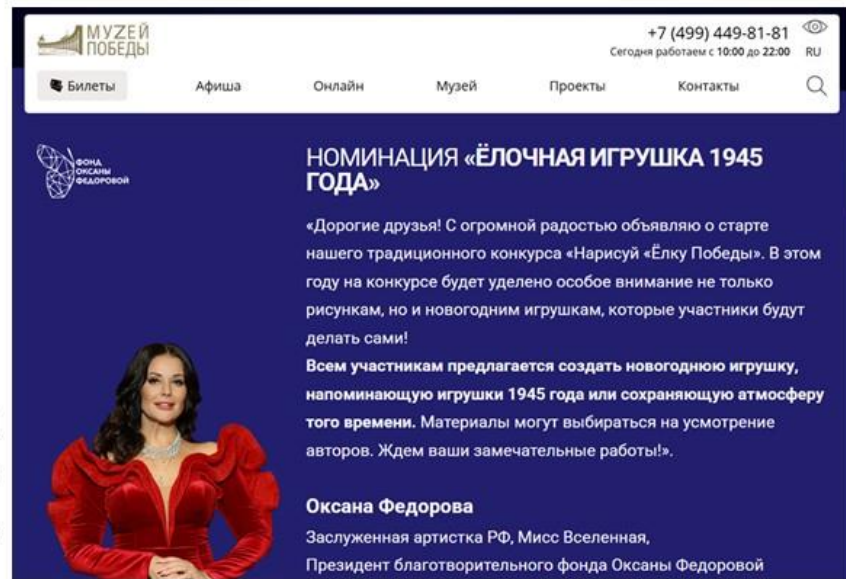 МУZЕЙ
ПОБЕДЫ
+7 (499) 449-81-81
Сегодня работаем с 10:00 до 22:00
RU
Билеты
Афиша
Онлайн
Музей
Проекты
Контакты
ФОНД
ОКСАНЫ
ФЕДОРОВОЙ
НОМИНАЦИЯ «ЁЛОЧНАЯ ИГРУШКА 1945
ГОДА»
«Дорогие друзья! С огромной радостью объявляю о старте
нашего традиционного конкурса «Нарисуй «Ёлку Победы». В этом
году на конкурсе будет уделено особое внимание не только
рисункам, но и новогодним игрушкам, которые участники будут
делать сами!
Всем участникам предлагается создать новогоднюю игрушку,
напоминающую игрушки 1945 года или сохраняющую атмосферу
того времени. Материалы могут выбираться на усмотрение
авторов. Ждем ваши замечательные работы!».
Оксана Федорова
Заслуженная артистка РФ, Мисс Вселенная,
Президент благотворительного фонда Оксаны Федоровой